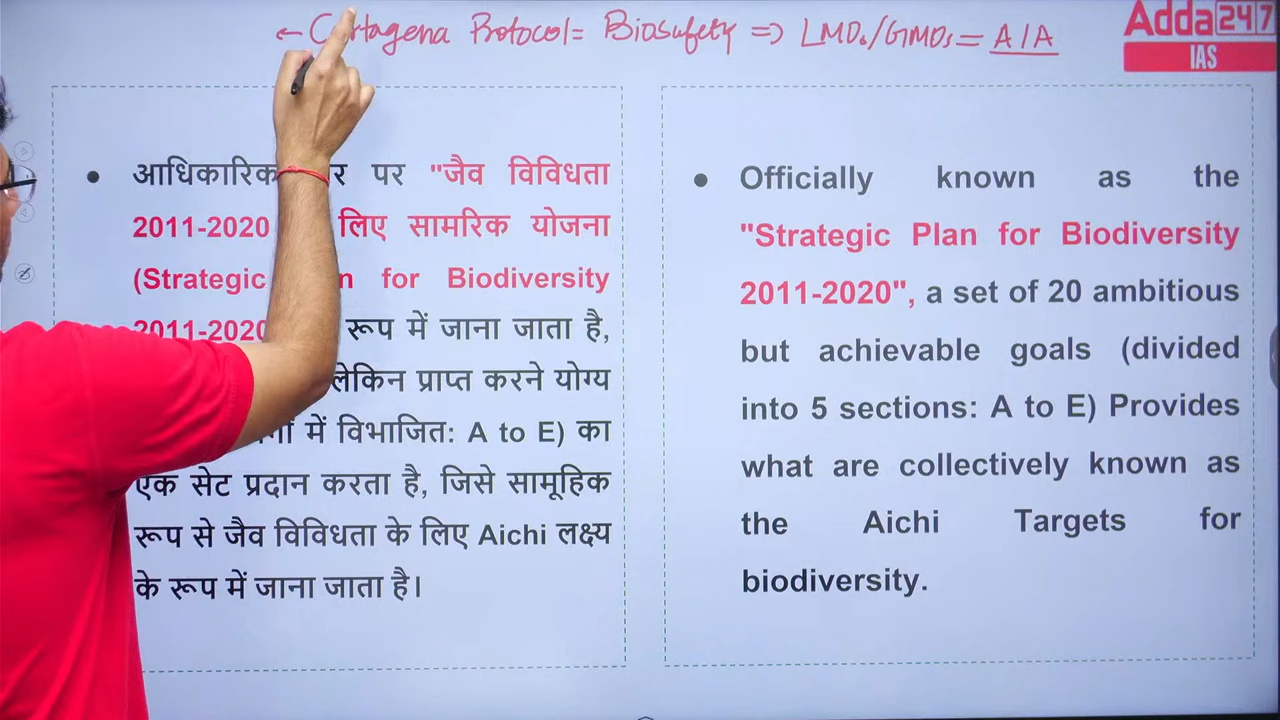 ← Cartagena Protocol = Biosafety ⇒ LMOs/GMOs = AIA
Adda247
IAS
• आधिकारिक पर "जैव विविधता
2011-2020 लिए सामरिक योजना
(Strategic for Biodiversity
2011-2020 रूप में जाना जाता है,
लेकिन प्राप्त करने योग्य
में विभाजित: A to E) का
एक सेट प्रदान करता है, जिसे सामूहिक
रूप से जैव विविधता के लिए Aichi लक्ष्य
के रूप में जाना जाता है।
• Officially known as the
"Strategic Plan for Biodiversity
2011-2020", a set of 20 ambitious
but achievable goals (divided
into 5 sections: A to E) Provides
what are collectively known as
the Aichi Targets for
biodiversity.